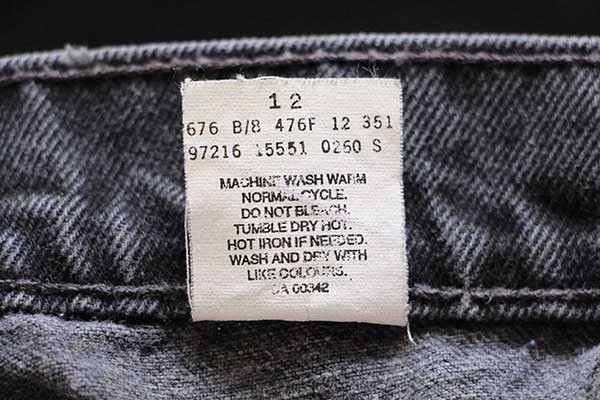 12
676 B/8 476F 12 351
97216 15551 0260 S
MACHINE WASH WARM
NORMAL CYCLE.
DO NOT BLEACH.
TUMBLE DRY HOT.
HOT IRON IF NEEDED.
WASH AND DRY WITH
LIKE COLOURS.
CA 00342